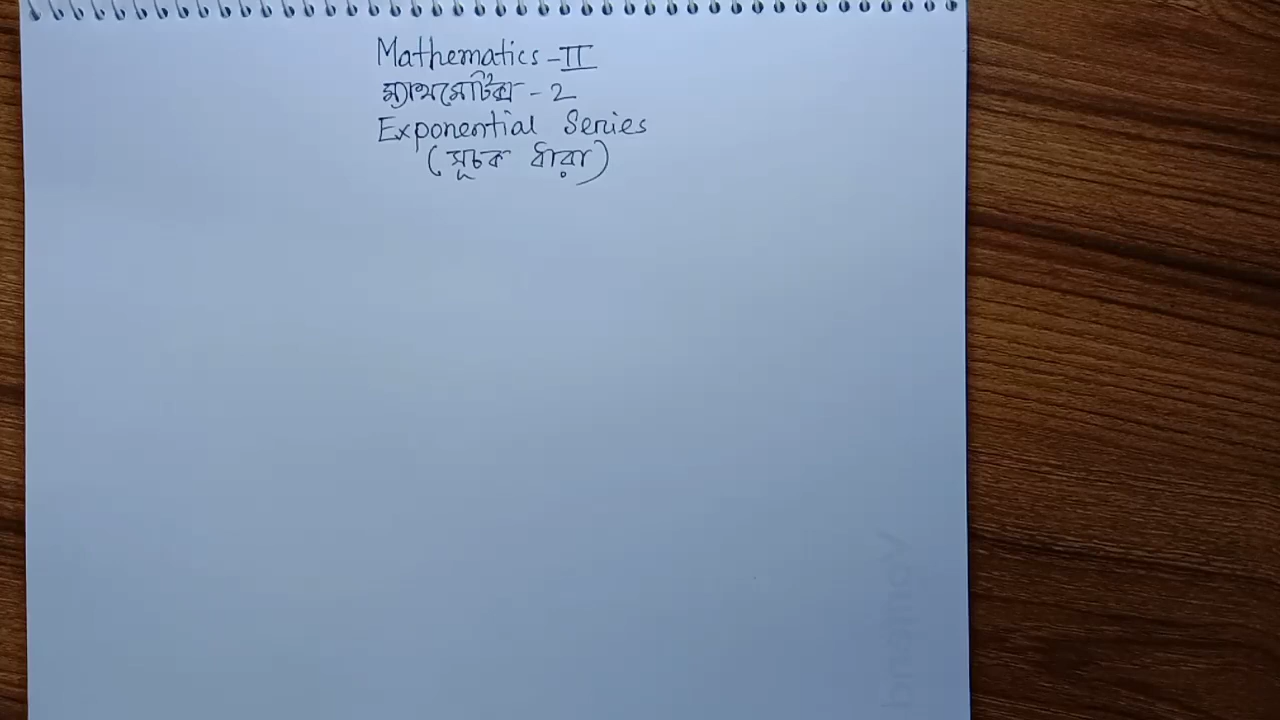 Mathematics - II
ম্যাথমেটিক্স - 2
Exponential Series
(সূচক ধারা)